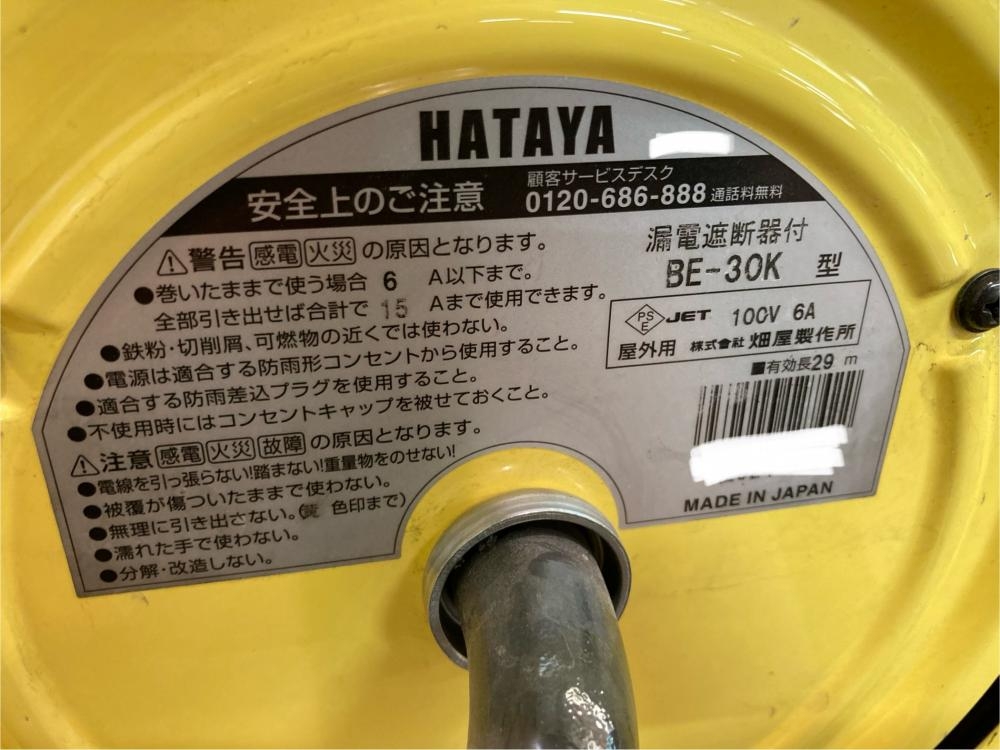 HATAYA
安全上のご注意
顧客サービスデスク
0120-686-888 通話料無料
⚠警告 感電 火災 の原因となります。
●巻いたままで使う場合 6 A以下まで。
全部引き出せば合計で 15 Aまで使用できます。
●鉄粉・切削屑、可燃物の近くでは使わない。
●電源は適合する防雨形コンセントから使用すること。
●適合する防雨差込プラグを使用すること。
●不使用時にはコンセントキャップを被せておくこと。
⚠注意 感電 火災 故障 の原因となります。
●電線を引っ張らない!踏まない!重量物をのせない!
●被覆が傷ついたままで使わない。
●無理に引き出さない。(黄 色印まで)
●濡れた手で使わない。
●分解・改造しない。
漏電遮断器付
BE-30K 型
PS
E
JET 100V 6A
屋外用 株式会社 畑屋製作所
■有効長29 m
MADE IN JAPAN